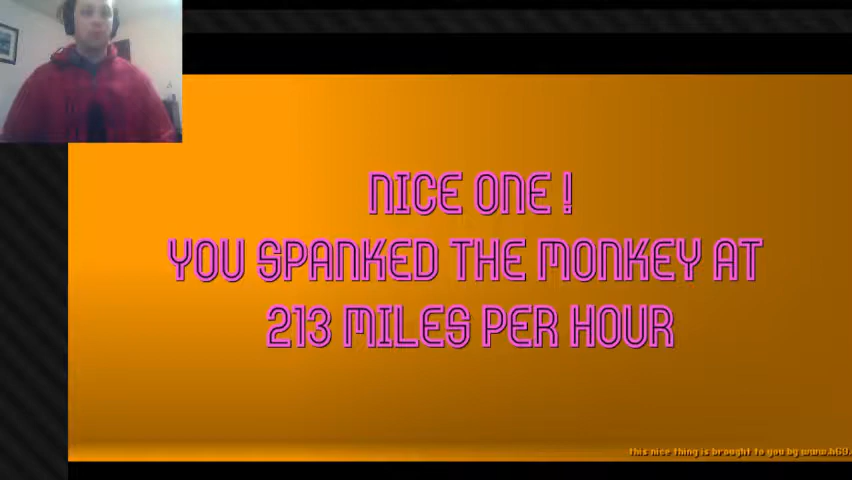 NICE ONE !
YOU SPANKED THE MONKEY AT
213 MILES PER HOUR
This nice thing is brought to you by